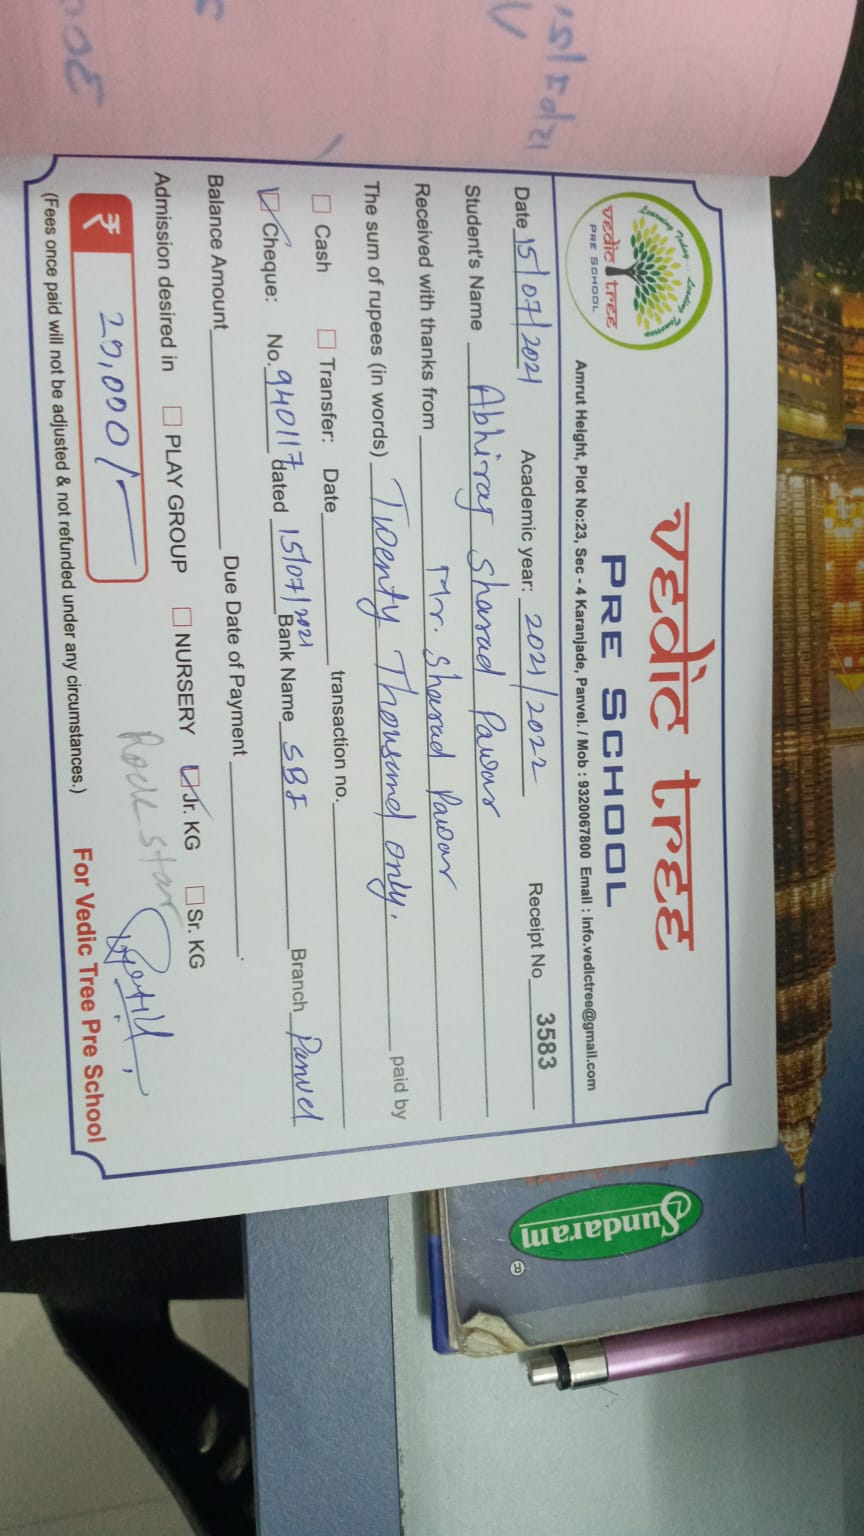 Learning Today... Leading Tomorrow
vedic tree
PRE SCHOOL
vedic tree
PRE SCHOOL
Amrut Height, Plot No:23, Sec - 4 Karanjade, Panvel. / Mob : 9320067800 Email : Info.vedictree@gmail.com
Date 15/07/2021 Academic year: 2021/2022 Receipt No 3583
Student's Name Abhiraj Sharad Pawar
Received with thanks from Mr. Sharad Pawar
The sum of rupees (in words) Twenty Thousand only. paid by
Cash Transfer: Date transaction no.
Cheque: No. 940117 dated 15/07/2021 Bank Name SBI Branch Panvel
Balance Amount Due Date of Payment
Admission desired in PLAY GROUP NURSERY Jr. KG Sr. KG
Rock star
₹ 20,000/-
For Vedic Tree Pre School
(Fees once paid will not be adjusted & not refunded under any circumstances.)
Sundaram